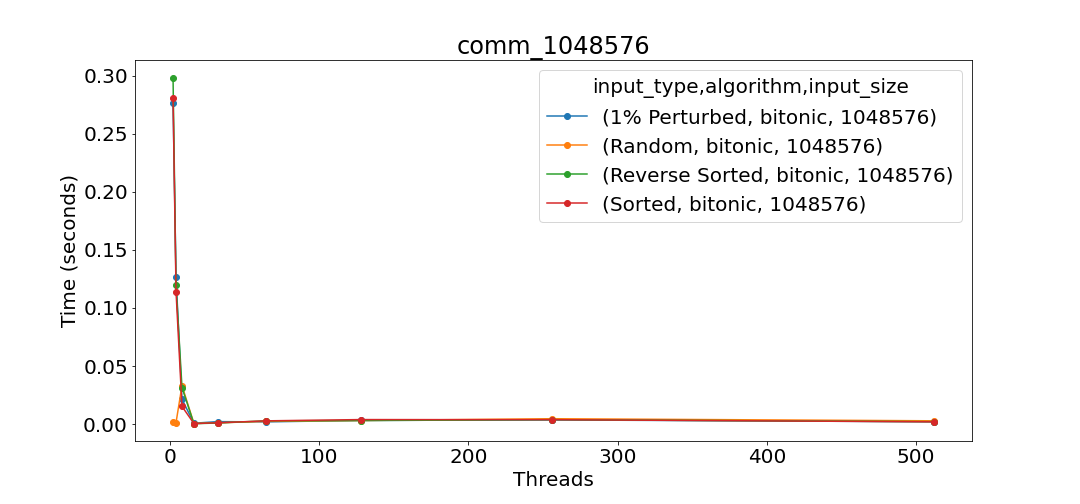 comm_1048576
0.30
0.25
0.20
0.15
0.10
0.05
0.00
Time (seconds)
input_type,algorithm,input_size
(1% Perturbed, bitonic, 1048576)
(Random, bitonic, 1048576)
(Reverse Sorted, bitonic, 1048576)
(Sorted, bitonic, 1048576)
0 100 200 300 400 500
Threads